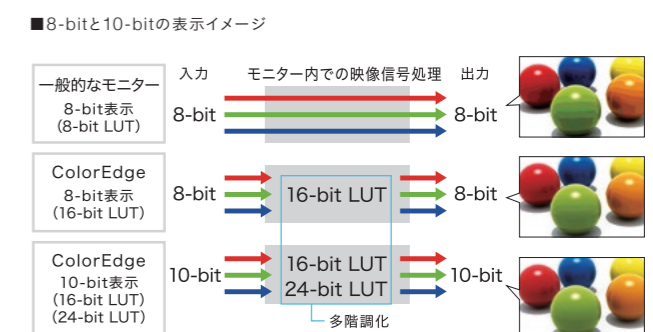 ■8-bitと10-bitの表示イメージ
入力
モニター内での映像信号処理
出力
一般的なモニター
8-bit表示
(8-bit LUT)
8-bit
8-bit
ColorEdge
8-bit表示
(16-bit LUT)
8-bit
16-bit LUT
8-bit
ColorEdge
10-bit表示
(16-bit LUT)
(24-bit LUT)
10-bit
16-bit LUT
24-bit LUT
10-bit
多階調化